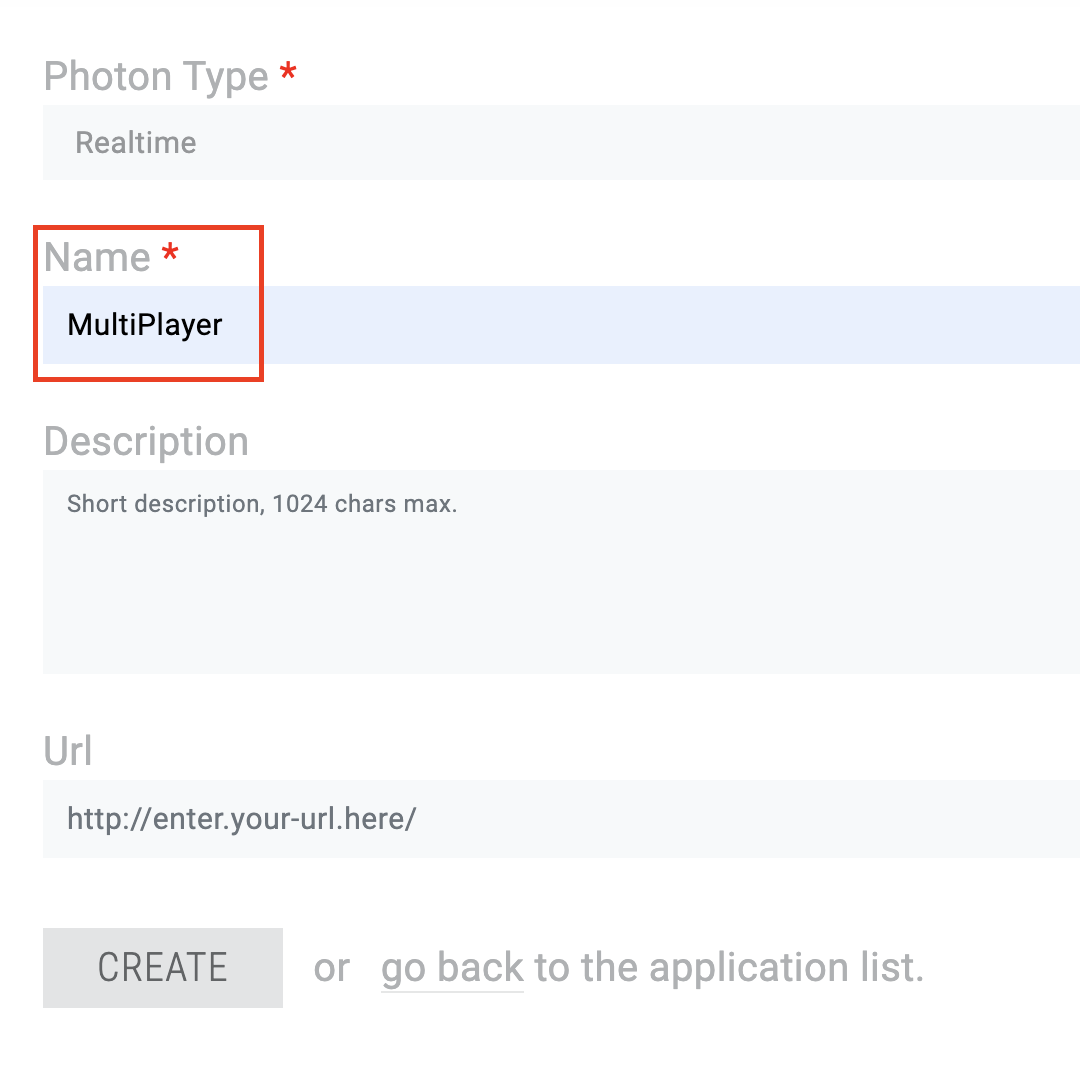 Photon Type *
Realtime
Name *
MultiPlayer
Description
Short description, 1024 chars max.
Url
http://enter.your-url.here/
CREATE or go back to the application list.